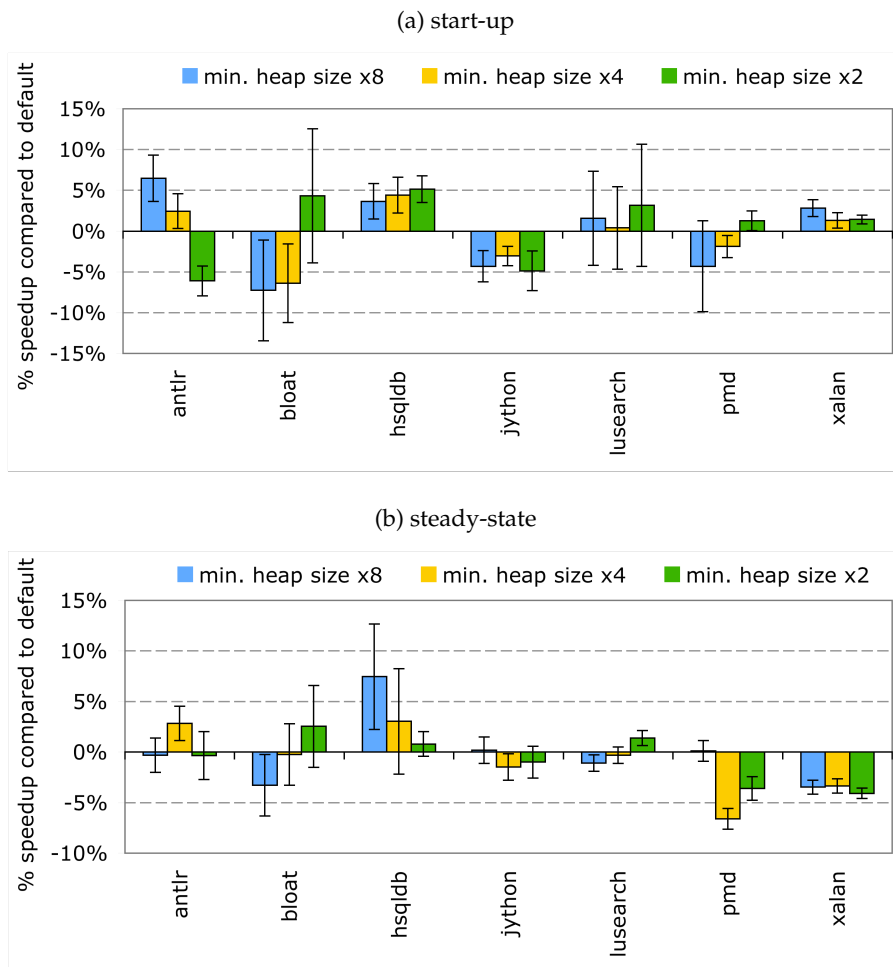 (a) start-up
% speedup compared to default
min. heap size x8 min. heap size x4 min. heap size x2
15%
10%
5%
0%
-5%
-10%
-15%
antlr
bloat
hsqldb
jython
lusearch
pmd
xalan
(b) steady-state
% speedup compared to default
min. heap size x8 min. heap size x4 min. heap size x2
15%
10%
5%
0%
-5%
-10%
antlr
bloat
hsqldb
jython
lusearch
pmd
xalan